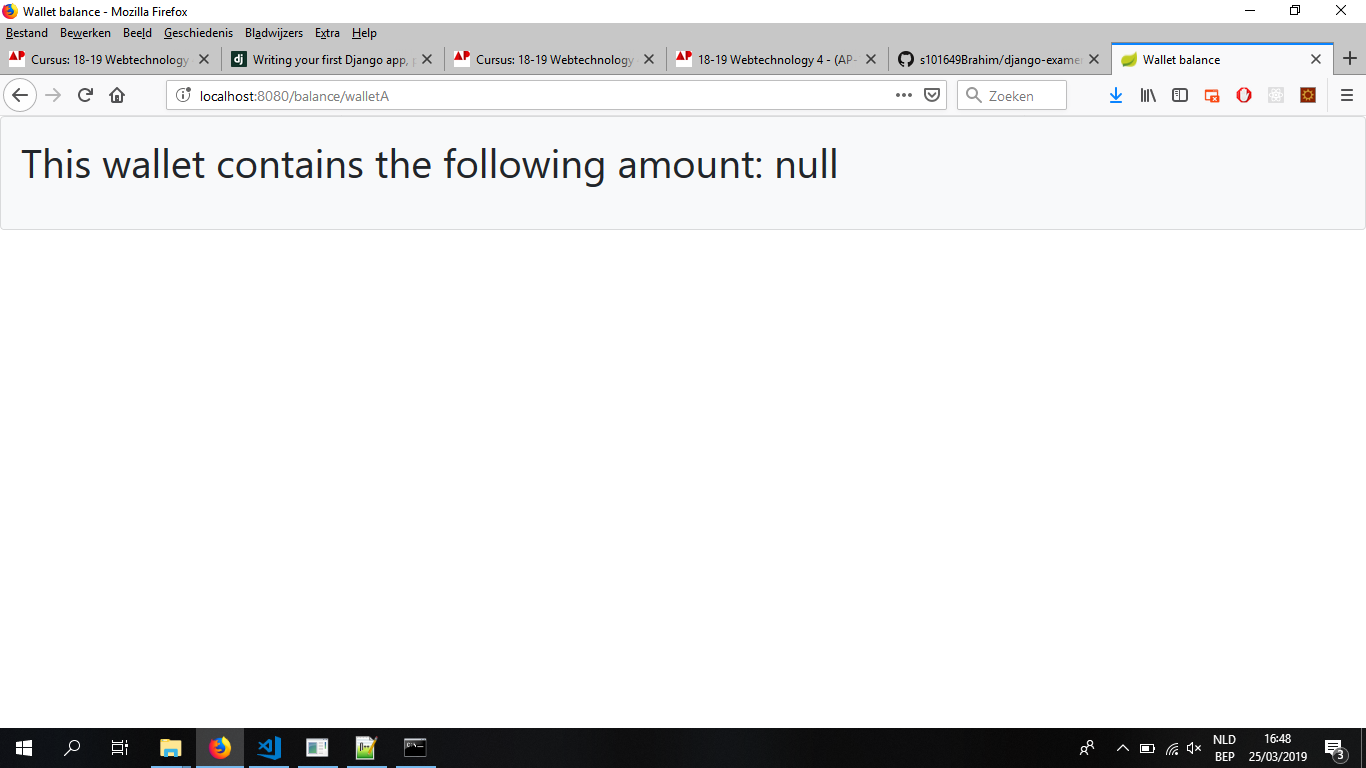 Wallet balance - Mozilla Firefox
Bestand Bewerken Beeld Geschiedenis Bladwijzers Extra Help
Cursus: 18-19 Webtechnology
Writing your first Django app,
Cursus: 18-19 Webtechnology
18-19 Webtechnology 4 - (AP-
s101649Brahim/django-examen
Wallet balance
localhost:8080/balance/walletA
Zoeken
This wallet contains the following amount: null
NLD
BEP
16:48
25/03/2019
3